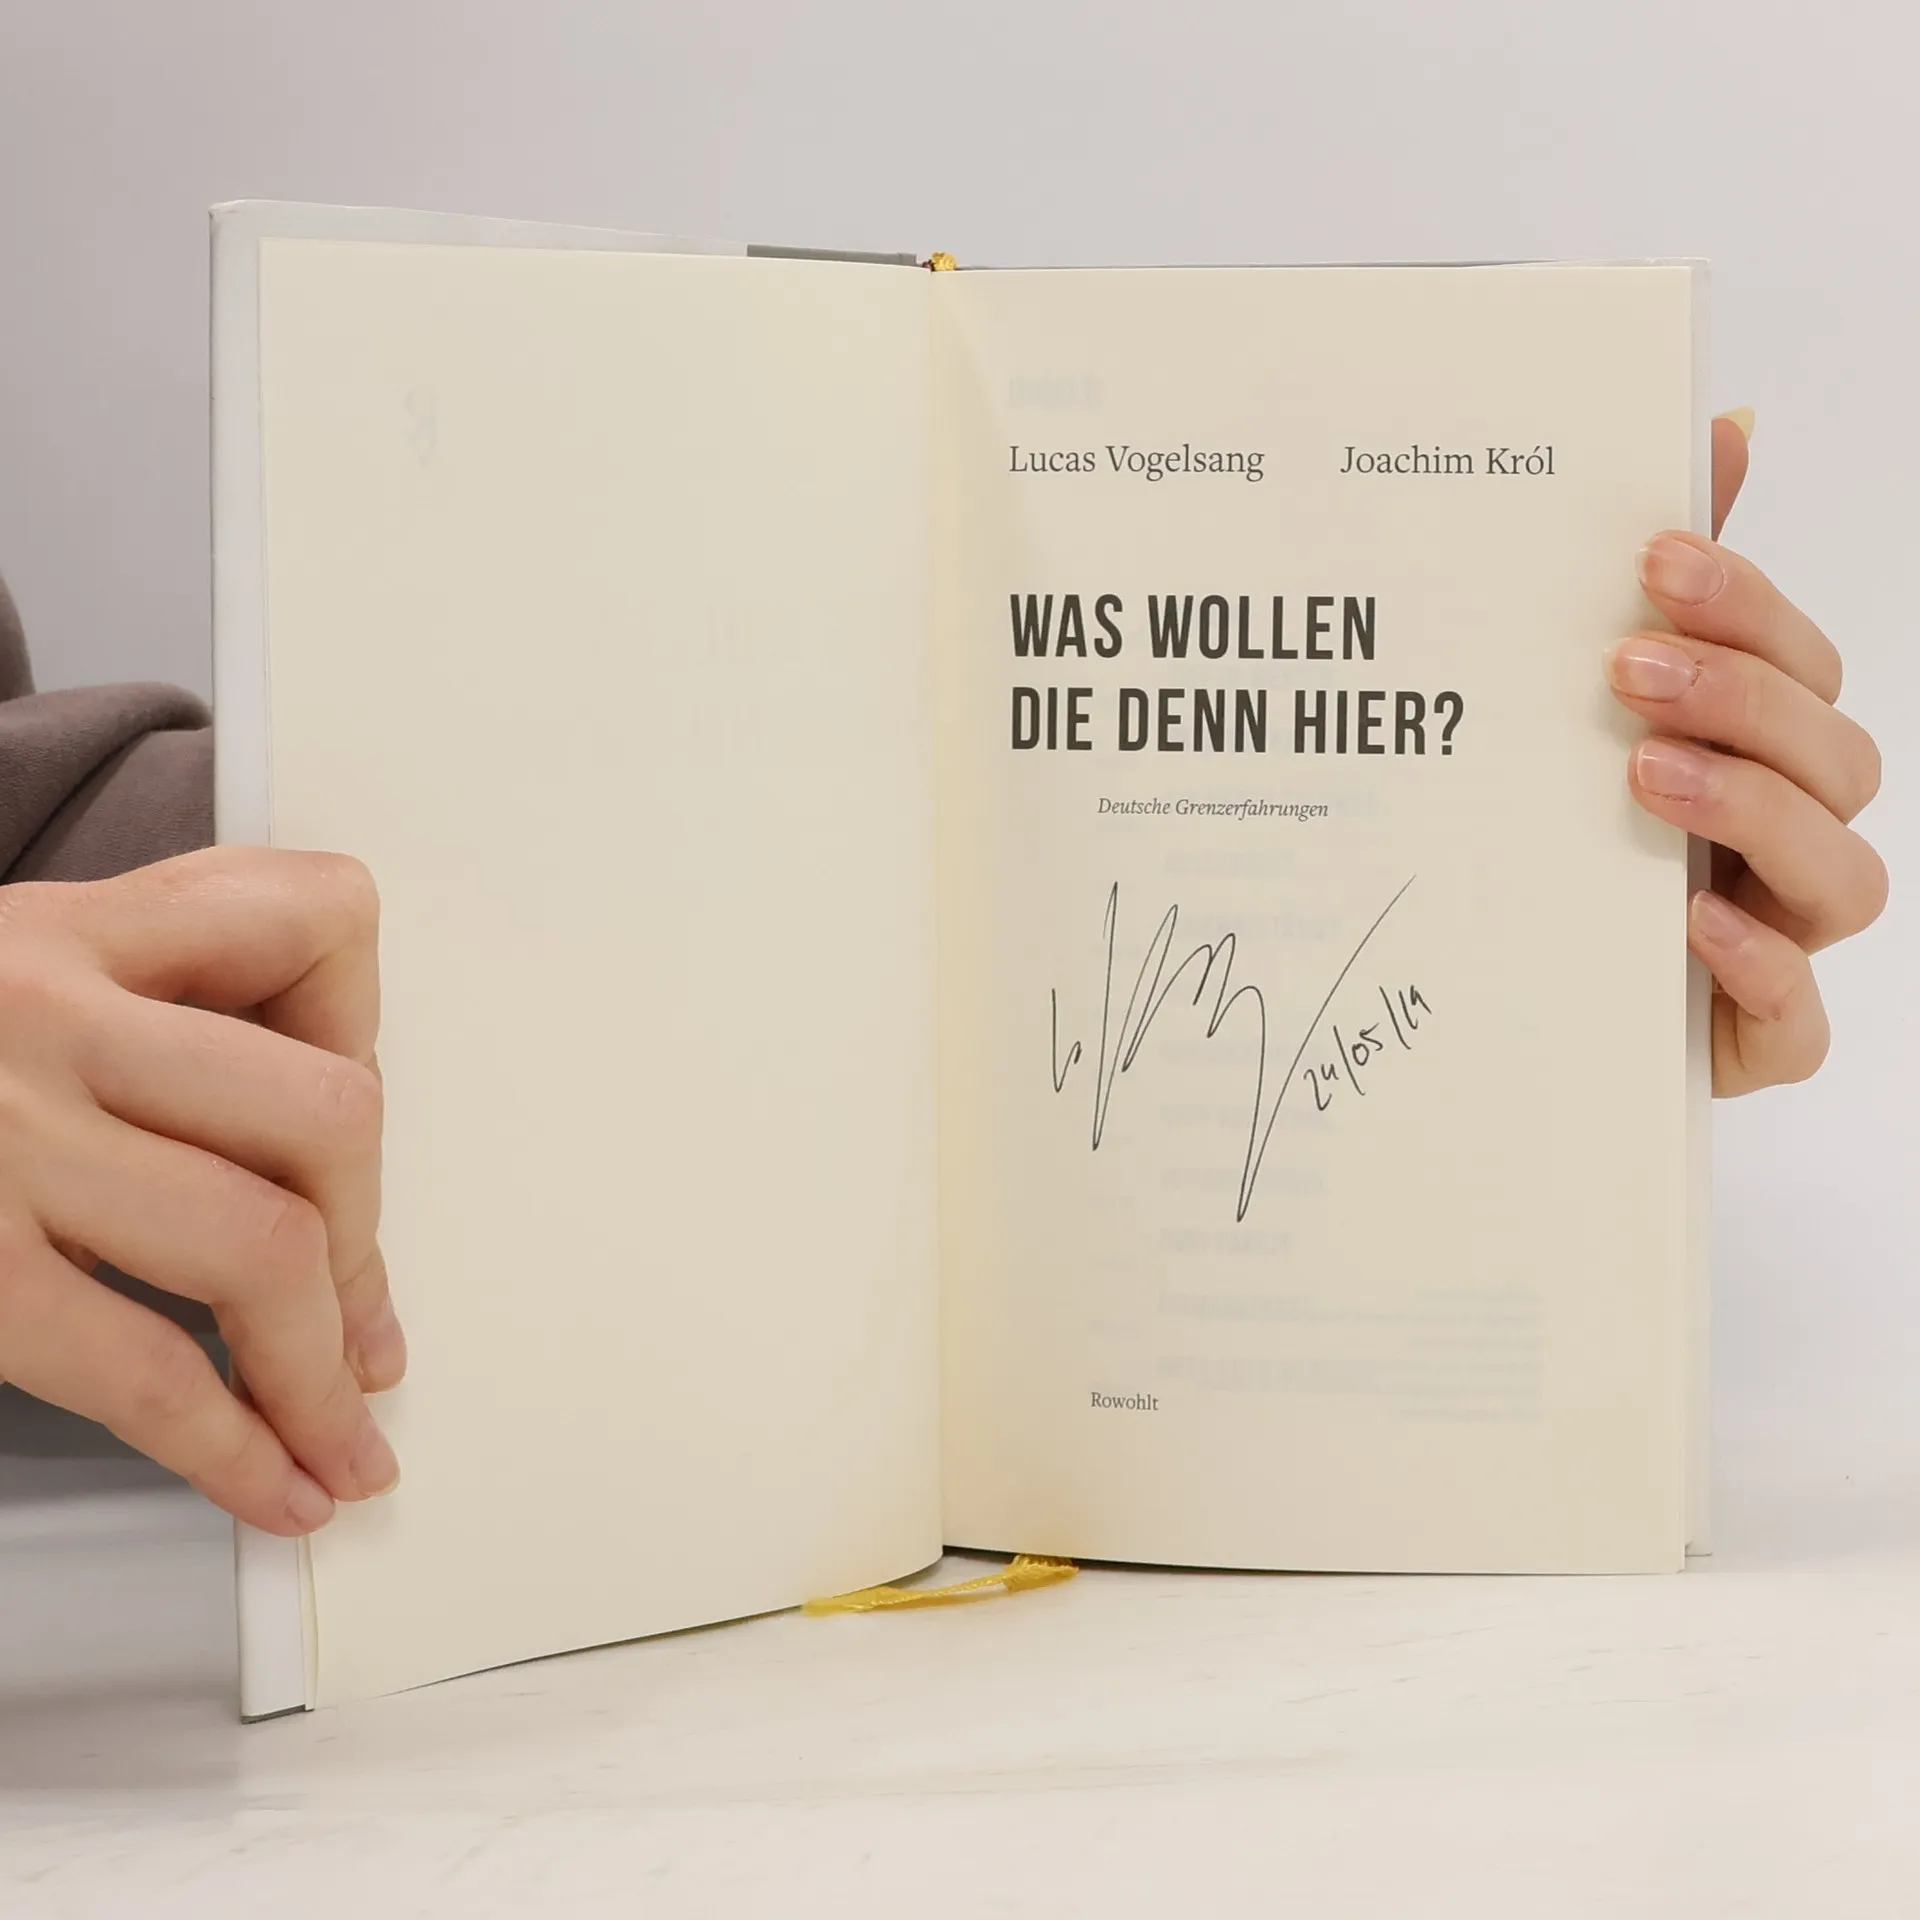 Lucas Vogelsang Joachim Król
WAS WOLLEN
DIE DENN HIER?
Deutsche Grenzerfahrungen
24/05/19
Rowohlt